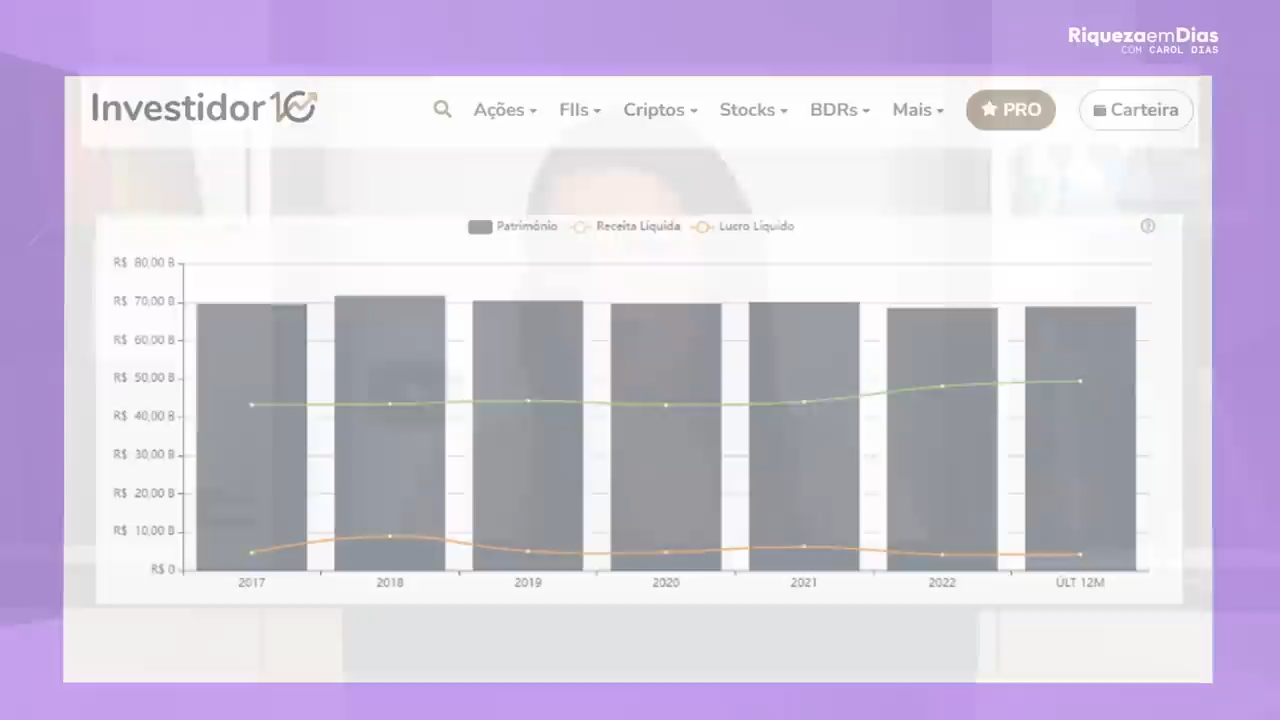 RiquezaemDias
COM CAROL DIAS
Investidor10
Ações
FIIs
Criptos
Stocks
BDRs
Mais
PRO
Carteira
Patrimônio
Receita Líquida
Lucro Líquido
R$ 80,00 B
R$ 70,00 B
R$ 60,00 B
R$ 50,00 B
R$ 40,00 B
R$ 30,00 B
R$ 20,00 B
R$ 10,00 B
R$ 0
2017
2018
2019
2020
2021
2022
ÚLT 12M